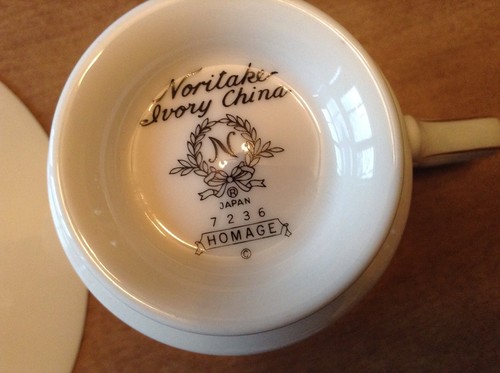 Noritake
Ivory China
N
®
JAPAN
7236
HOMAGE
©